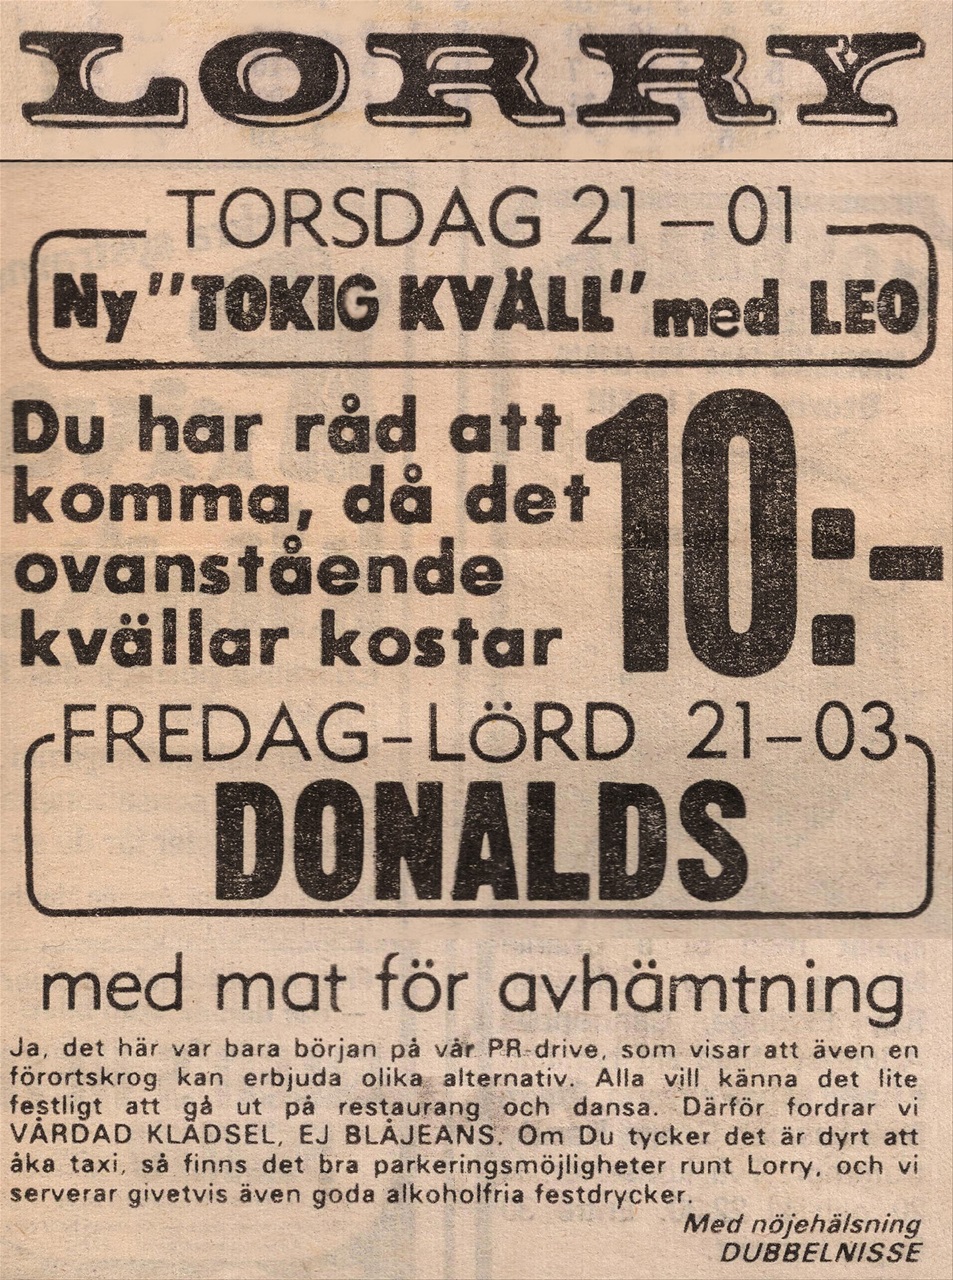 LORRY
TORSDAG 21—01
Ny "TOKIG KVÄLL" med LEO
Du har råd att
komma, då det
ovanstående
kvällar kostar
10:-
FREDAG-LÖRD 21-03
DONALDS
med mat för avhämtning
Ja, det här var bara början på vår PR-drive, som visar att även en
förortskrog kan erbjuda olika alternativ. Alla vill känna det lite
festligt att gå ut på restaurang och dansa. Därför fordrar vi
VÅRDAD KLÄDSEL, EJ BLÅJEANS. Om Du tycker det är dyrt att
åka taxi, så finns det bra parkeringsmöjligheter runt Lorry, och vi
serverar givetvis även goda alkoholfria festdrycker.
Med nöjehälsning
DUBBELNISSE